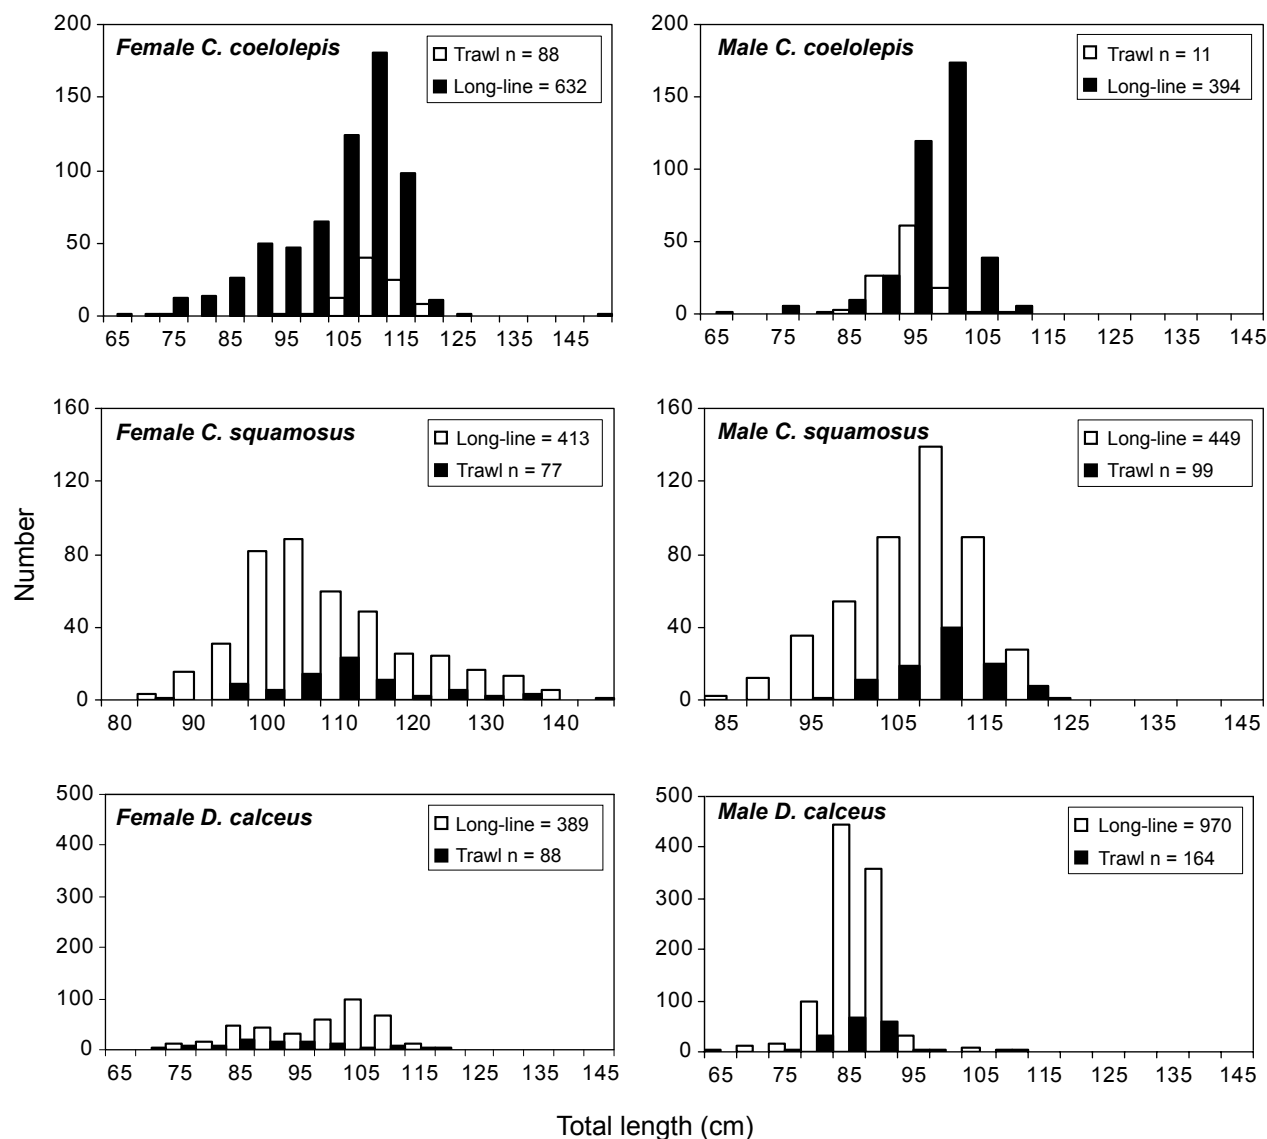 Female C. coelolepis
Trawl n = 88
Long-line = 632
200
150
100
50
0
65 75 85 95 105 115 125 145
Male C. coelolepis
Trawl n = 11
Long-line = 394
200
150
100
50
0
65 75 85 95 105 115 125 135 145
Female C. squamosus
Long-line = 413
Trawl n = 77
160
120
80
40
0
80 90 100 110 120 130 140
Male C. squamosus
Long-line = 449
Trawl n = 99
160
120
80
40
0
85 95 105 115 125 135 145
Number
Female D. calceus
Long-line = 389
Trawl n = 88
500
400
300
200
100
0
65 75 85 95 105 115 125 145
Male D. calceus
Long-line = 970
Trawl n = 164
500
400
300
200
100
0
65 75 85 95 105 115 125 135 145
Total length (cm)